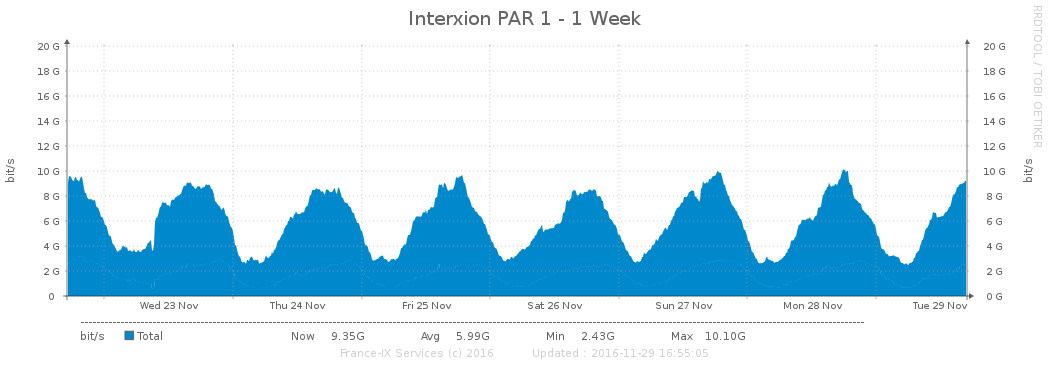 Interxion PAR 1 - 1 Week
RRDTOOL / TOBI OETIKER
20 G 20 G
18 G 18 G
16 G 16 G
14 G 14 G
12 G 12 G
10 G 10 G
8 G 8 G
6 G 6 G
4 G 4 G
2 G 2 G
0 0 G
bit/s
bit/s
Wed 23 Nov Thu 24 Nov Fri 25 Nov Sat 26 Nov Sun 27 Nov Mon 28 Nov Tue 29 Nov
bit/s Total Now 9.35G Avg 5.99G Min 2.43G Max 10.10G
France-IX Services (c) 2016 Updated : 2016-11-29 16:55:05